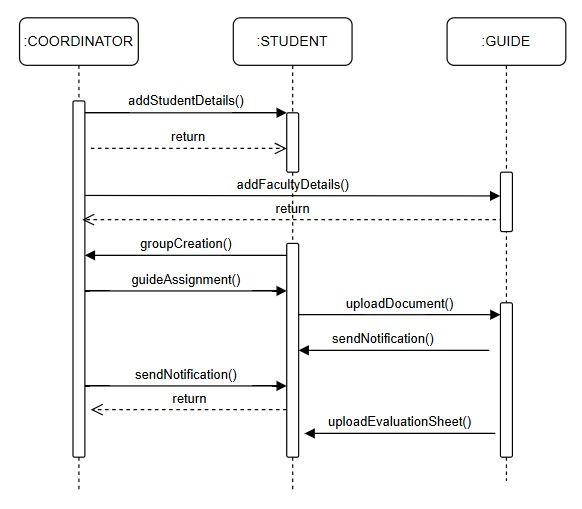 :COORDINATOR
:STUDENT
:GUIDE
addStudentDetails()
return
addFacultyDetails()
return
groupCreation()
guideAssignment()
uploadDocument()
sendNotification()
sendNotification()
return
uploadEvaluationSheet()